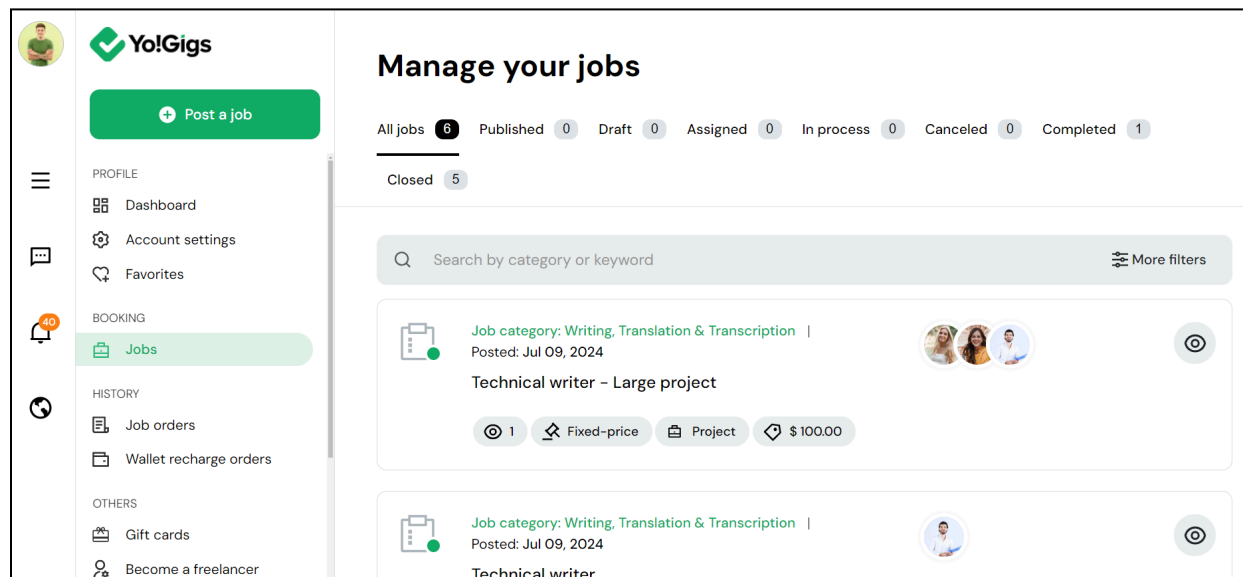 Yo!Gigs
Post a job
PROFILE
Dashboard
Account settings
Favorites
BOOKING
Jobs
HISTORY
Job orders
Wallet recharge orders
OTHERS
Gift cards
Become a freelancer
40
Manage your jobs
All jobs 6 Published 0 Draft 0 Assigned 0 In process 0 Canceled 0 Completed 1
Closed 5
Search by category or keyword More filters
Job category: Writing, Translation & Transcription |
Posted: Jul 09, 2024
Technical writer - Large project
1 Fixed-price Project $ 100.00
Job category: Writing, Translation & Transcription |
Posted: Jul 09, 2024
Technical writer